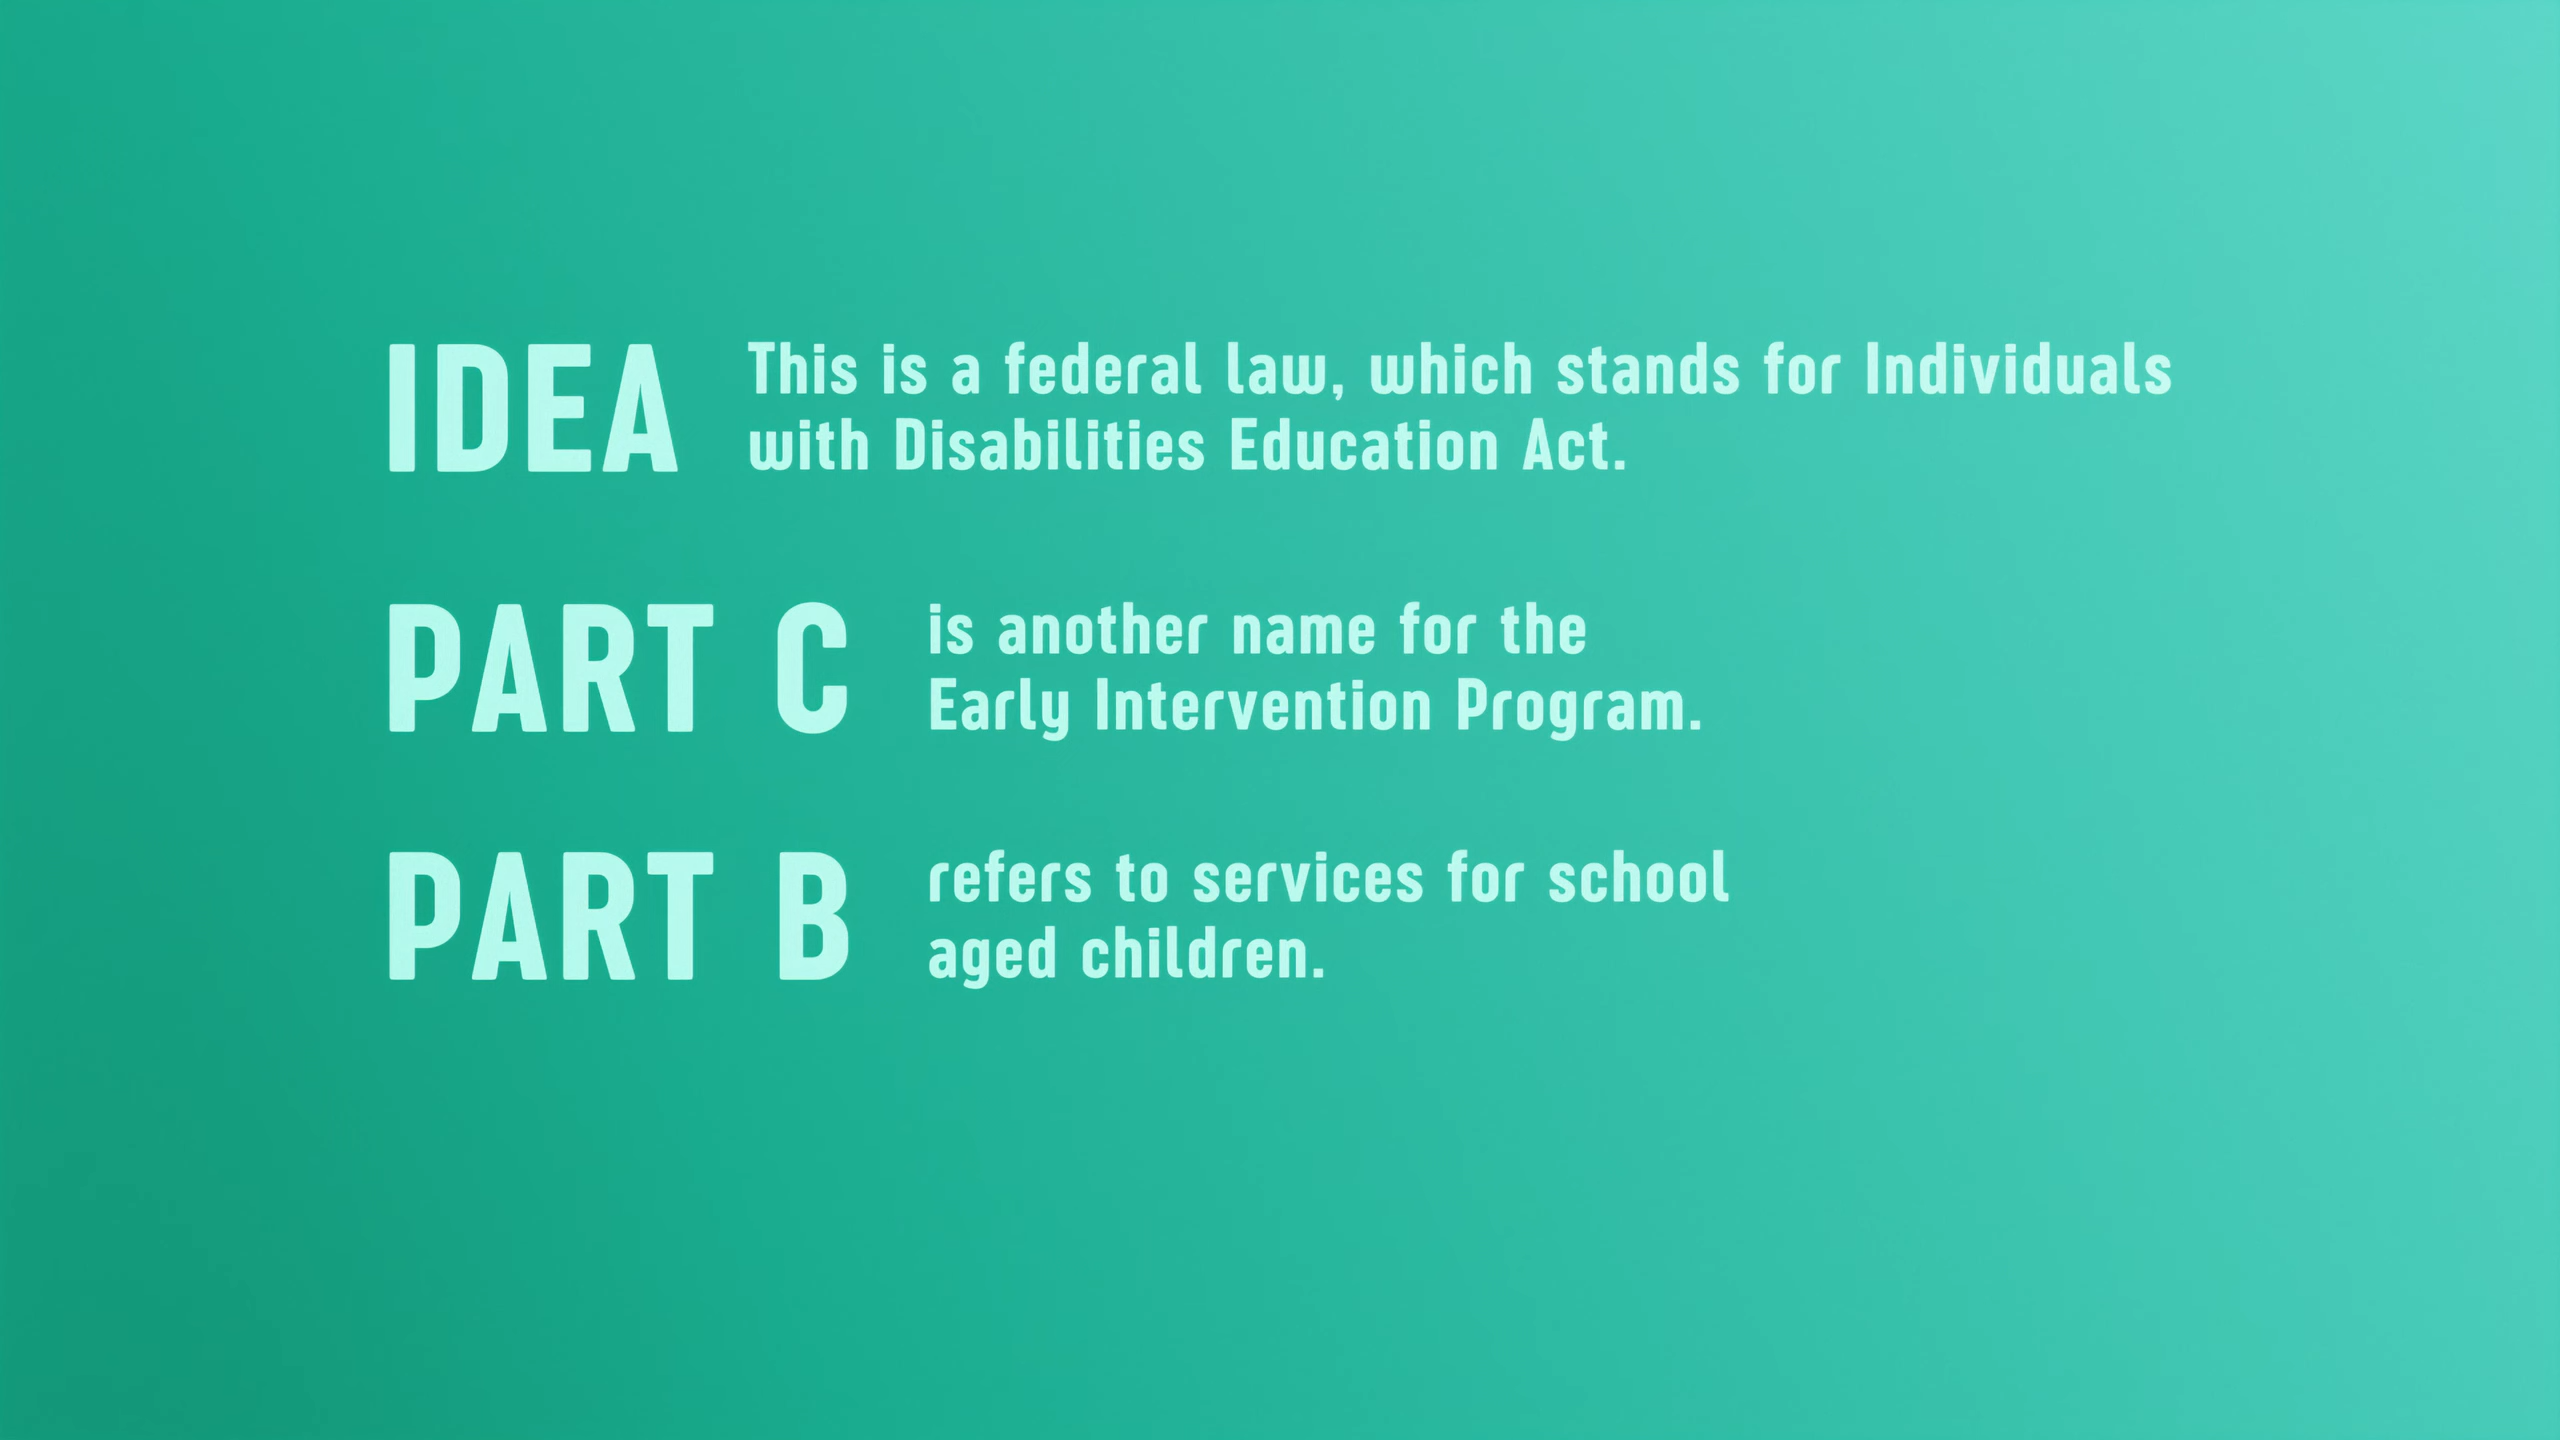 IDEA This is a federal law, which stands for Individuals
with Disabilities Education Act.
PART C is another name for the
Early Intervention Program.
PART B refers to services for school
aged children.